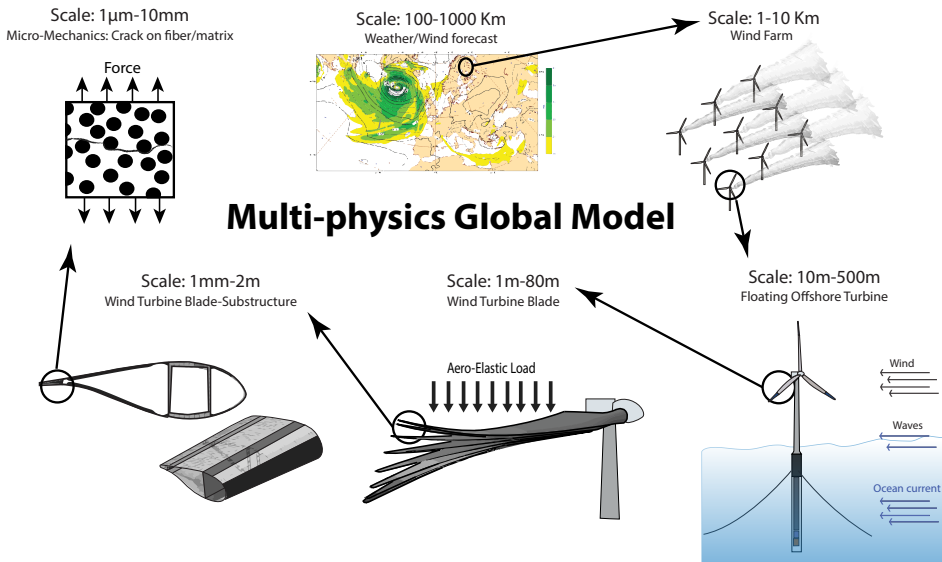 Scale: 1μm-10mm
Micro-Mechanics: Crack on fiber/matrix
Force
Scale: 100-1000 Km
Weather/Wind forecast
Scale: 1-10 Km
Wind Farm
Multi-physics Global Model
Scale: 1mm-2m
Wind Turbine Blade-Substructure
Scale: 1m-80m
Wind Turbine Blade
Scale: 10m-500m
Floating Offshore Turbine
Aero-Elastic Load
Wind
Waves
Ocean current